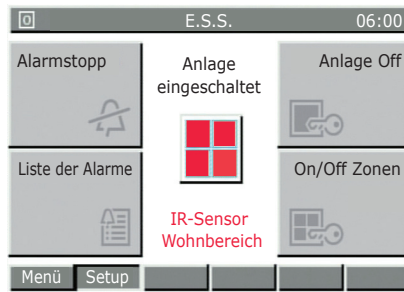 0 E.S.S. 06:00
Alarmstopp
Anlage
eingeschaltet
Anlage Off
Liste der Alarme
On/Off Zonen
IR-Sensor
Wohnbereich
Menü Setup